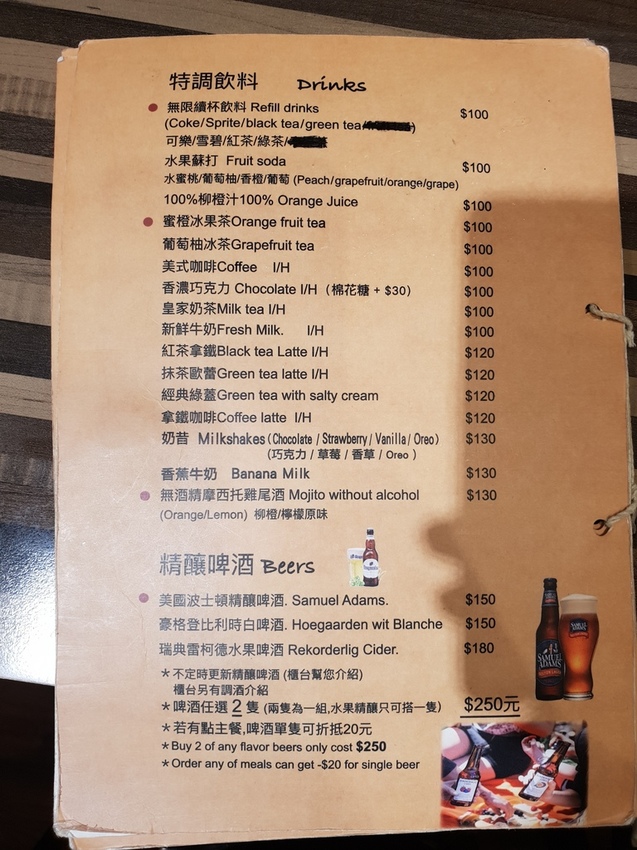 特調飲料 Drinks
無限續杯飲料 Refill drinks $100
(Coke/Sprite/black tea/green tea
可樂/雪碧/紅茶/綠茶/
水果蘇打 Fruit soda $100
水蜜桃/葡萄柚/香橙/葡萄 (Peach/grapefruit/orange/grape)
100%柳橙汁100% Orange Juice $100
蜜橙冰果茶Orange fruit tea $100
葡萄柚冰茶Grapefruit tea $100
美式咖啡Coffee I/H $100
香濃巧克力 Chocolate I/H (棉花糖 + $30) $100
皇家奶茶Milk tea I/H $100
新鮮牛奶Fresh Milk. I/H $100
紅茶拿鐵Black tea Latte I/H $120
抹茶歐蕾Green tea latte I/H $120
經典綠蓋Green tea with salty cream $120
拿鐵咖啡Coffee latte I/H $120
奶昔 Milkshakes(Chocolate / Strawberry/ Vanilla/ Oreo) $130
(巧克力 / 草莓 / 香草 / Oreo )
香蕉牛奶 Banana Milk $130
無酒精摩西托雞尾酒 Mojito without alcohol $130
(Orange/Lemon) 柳橙/檸檬原味
精釀啤酒 Beers
美國波士頓精釀啤酒. Samuel Adams. $150
豪格登比利時白啤酒. Hoegaarden wit Blanche $150
瑞典雷柯德水果啤酒 Rekorderlig Cider. $180
*不定時更新精釀啤酒 (櫃台幫您介紹)
櫃台另有調酒介紹
*啤酒任選 2 隻 (兩隻為一組,水果精釀只可搭一隻) $250元
*若有點主餐,啤酒單隻可折抵20元
*Buy 2 of any flavor beers only cost $250
*Order any of meals can get -$20 for single beer
SAMUEL ADAMS
SAMUEL ADAMS